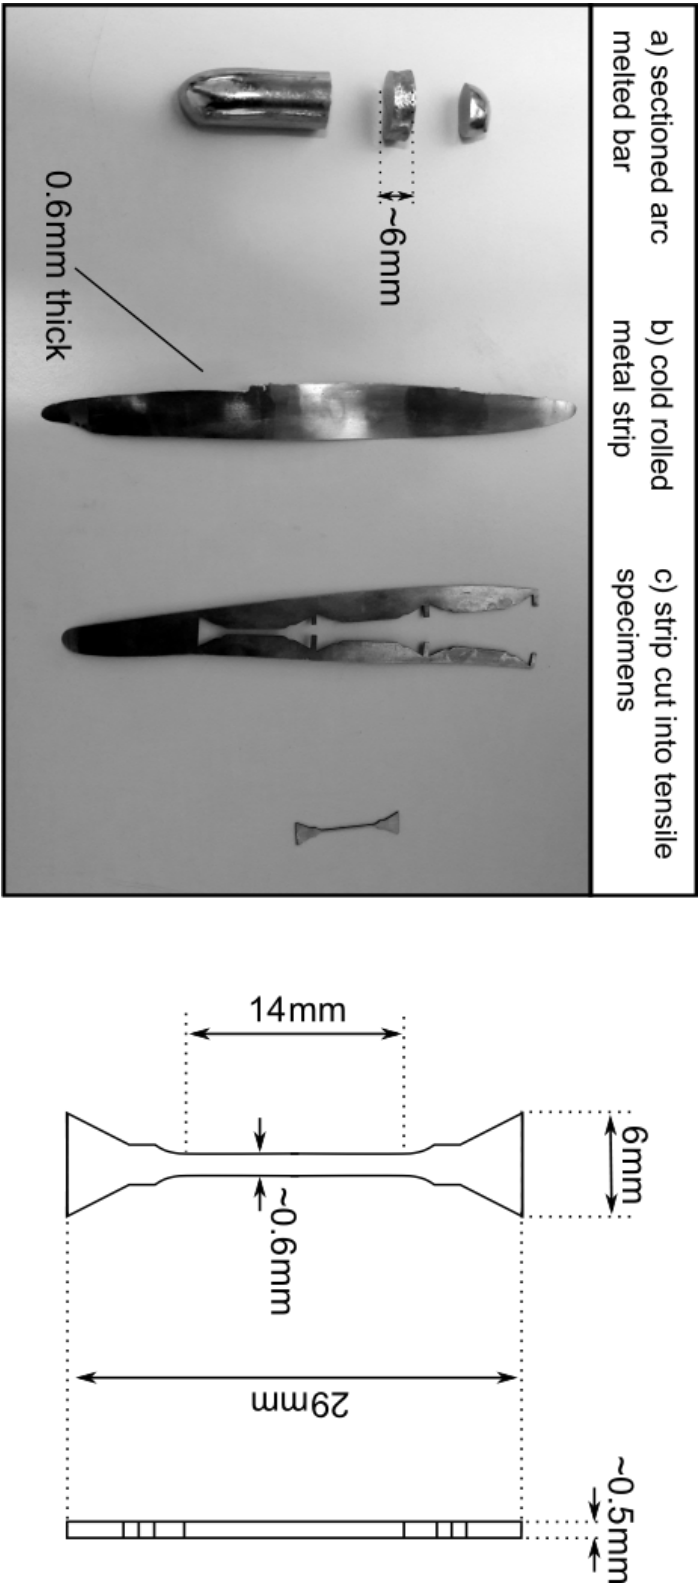 a) sectioned arc
melted bar
b) cold rolled
metal strip
c) strip cut into tensile
specimens
~6mm
0.6mm thick
14mm
6mm
~0.6mm
29mm
~0.5mm